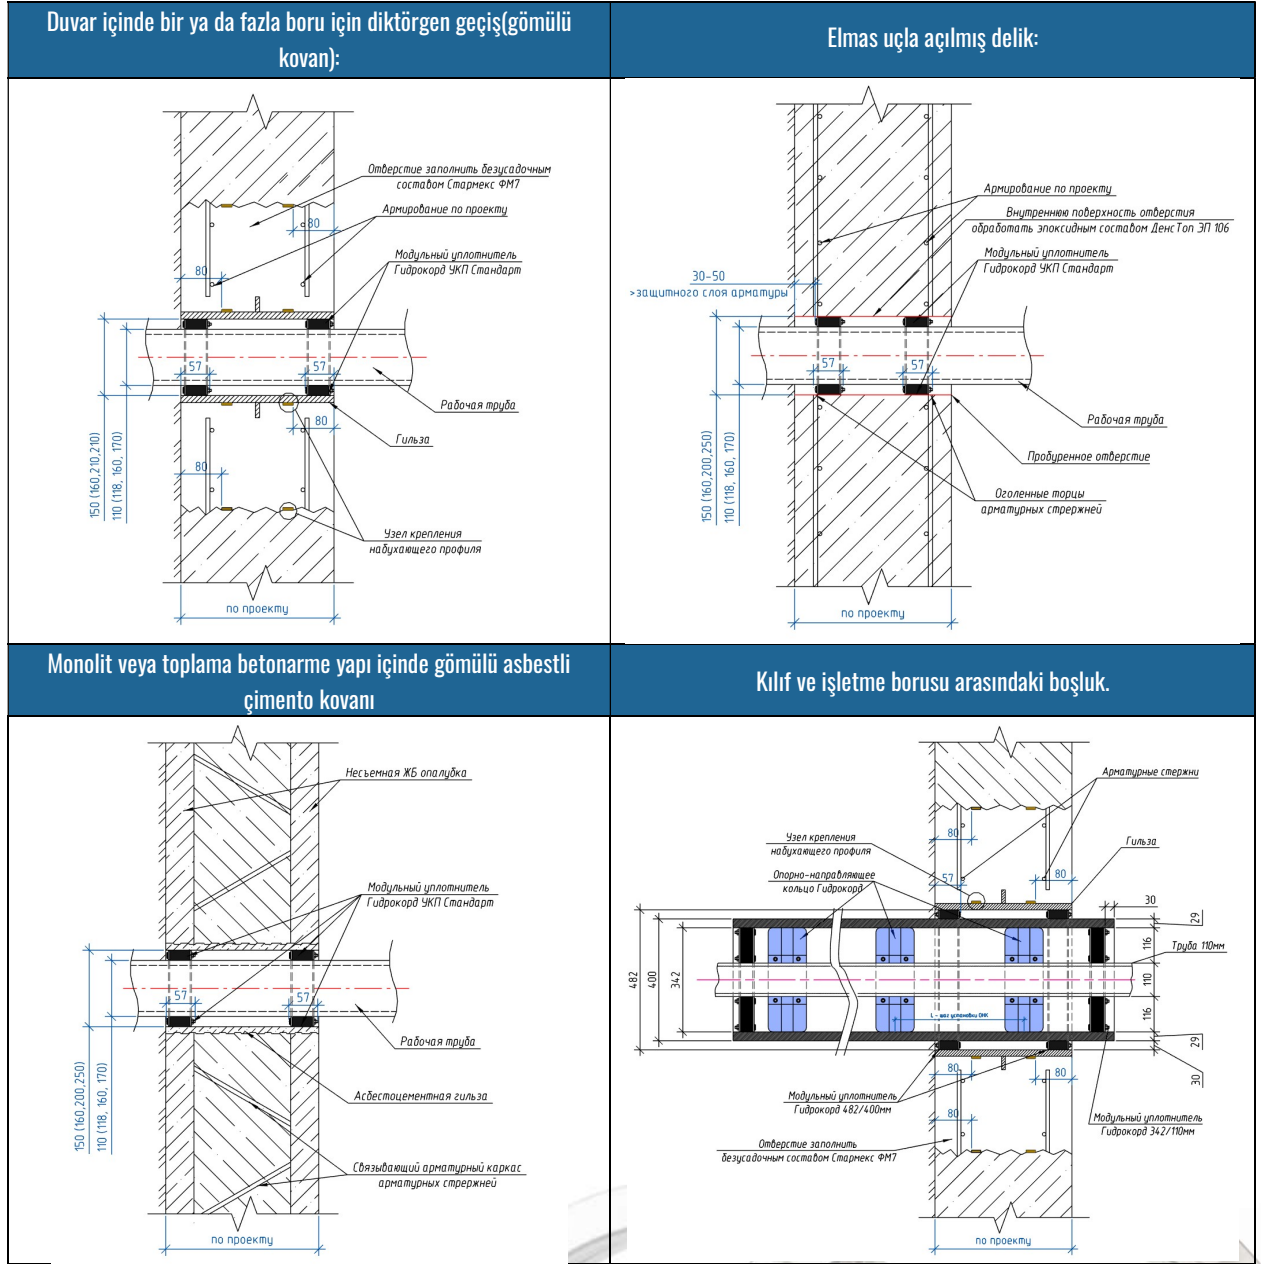 Duvar içinde bir ya da fazla boru için diktörgen geçiş(gömülü
kovan):
Отверстие заполнить безусадочным
составом Стармекс ФМ7
Армирование по проекту
80
Модульный уплотнитель
Гидрокорд УКП Стандарт
80
57
57
Рабочая труба
80
Гильза
80
150 (160,210,210)
110 (118, 160, 170)
Узел крепления
набухающего профиля
по проекту
Elmas uçla açılmış delik:
Армирование по проекту
Внутреннюю поверхность отверстия
обработать эпоксидным составом ДенсТоп ЭП 106
Модульный уплотнитель
Гидрокорд УКП Стандарт
30-50
>защитного слоя арматуры
57
57
Рабочая труба
Пробуренное отверстие
150 (160,200,250)
110 (118, 160, 170)
Оголенные торцы
арматурных стрержней
по проекту
Monolit veya toplama betonarme yapı içinde gömülü asbestli
çimento kovanı
Несъемная ЖБ опалубка
Модульный уплотнитель
Гидрокорд УКП Стандарт
57
57
Рабочая труба
150 (160,200,250)
110 (118, 160, 170)
Асбестоцементная гильза
Связывающий арматурный каркас
арматурных стрержней
по проекту
Kılıf ve işletme borusu arasındaki boşluk.
Арматурные стержни
80
Узел крепления
набухающего профиля
Гильза
Опорно-направляющее
кольцо Гидрокорд
57
80
30
29
116
Труба 110мм
482
400
342
110
L - шаг установки ОНК
116
29
80
80
30
Модульный уплотнитель
Гидрокорд 482/400мм
80
Модульный уплотнитель
Гидрокорд 342/110мм
Отверстие заполнить
безусадочным составом Стармекс ФМ7
по проекту